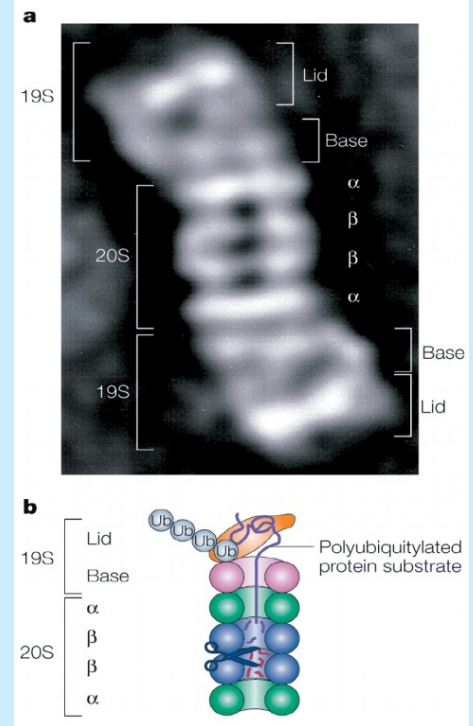 a
19S
Lid
Base
α
β
20S
β
α
Base
19S
Lid
b
Ub
Ub
Ub
Ub
Lid
19S
Base
Polyubiquitylated
protein substrate
α
β
20S
β
α